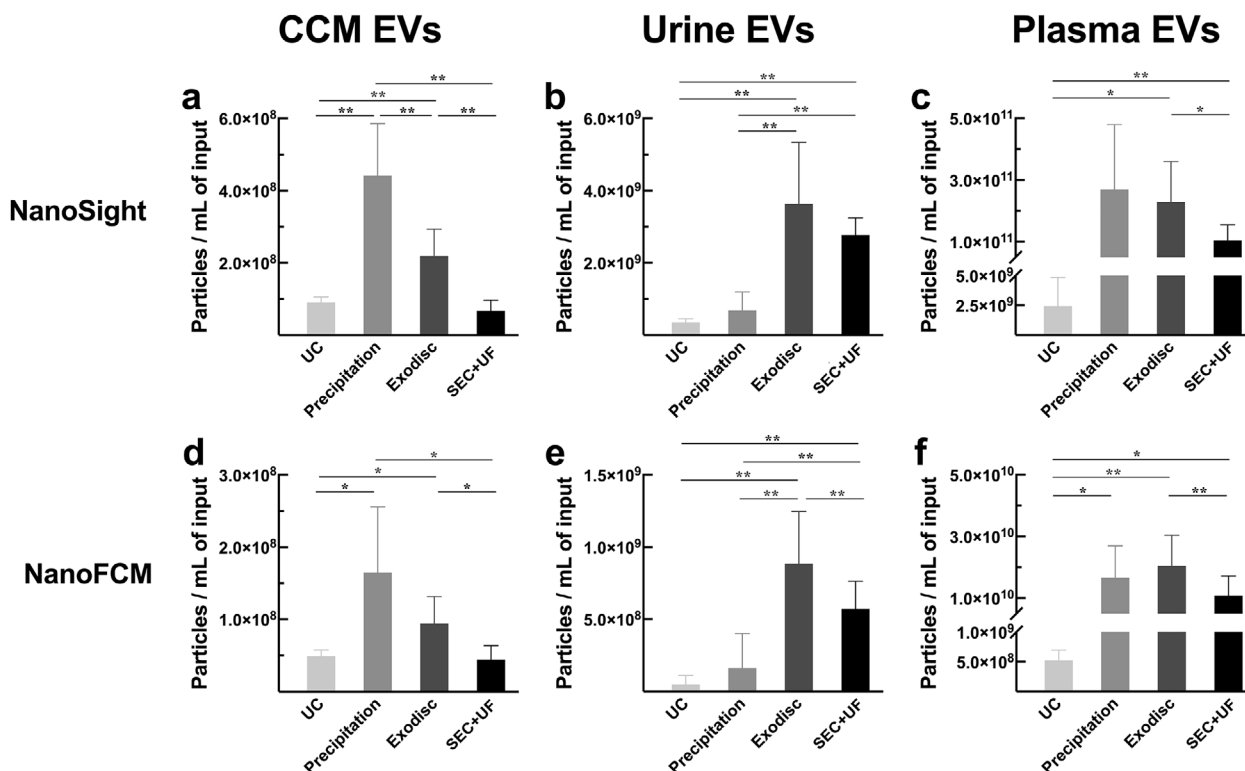 CCM EVs
Urine EVs
Plasma EVs
NanoSight
a
Particles / mL of input
6.0×10⁸
4.0×10⁸
2.0×10⁸
**
**
** ** **
UC
Precipitation
Exodisc
SEC+UF
b
Particles / mL of input
6.0×10⁹
4.0×10⁹
2.0×10⁹
**
**
**
**
UC
Precipitation
Exodisc
SEC+UF
c
Particles / mL of input
5.0×10¹¹
3.0×10¹¹
1.0×10¹¹
5.0×10⁹
2.5×10⁹
**
*
*
UC
Precipitation
Exodisc
SEC+UF
NanoFCM
d
Particles / mL of input
3.0×10⁸
2.0×10⁸
1.0×10⁸
*
*
* *
UC
Precipitation
Exodisc
SEC+UF
e
Particles / mL of input
1.5×10⁹
1.0×10⁹
5.0×10⁸
**
**
**
** **
UC
Precipitation
Exodisc
SEC+UF
f
Particles / mL of input
5.0×10¹⁰
3.0×10¹⁰
1.0×10¹⁰
1.0×10⁹
5.0×10⁸
*
**
* **
UC
Precipitation
Exodisc
SEC+UF